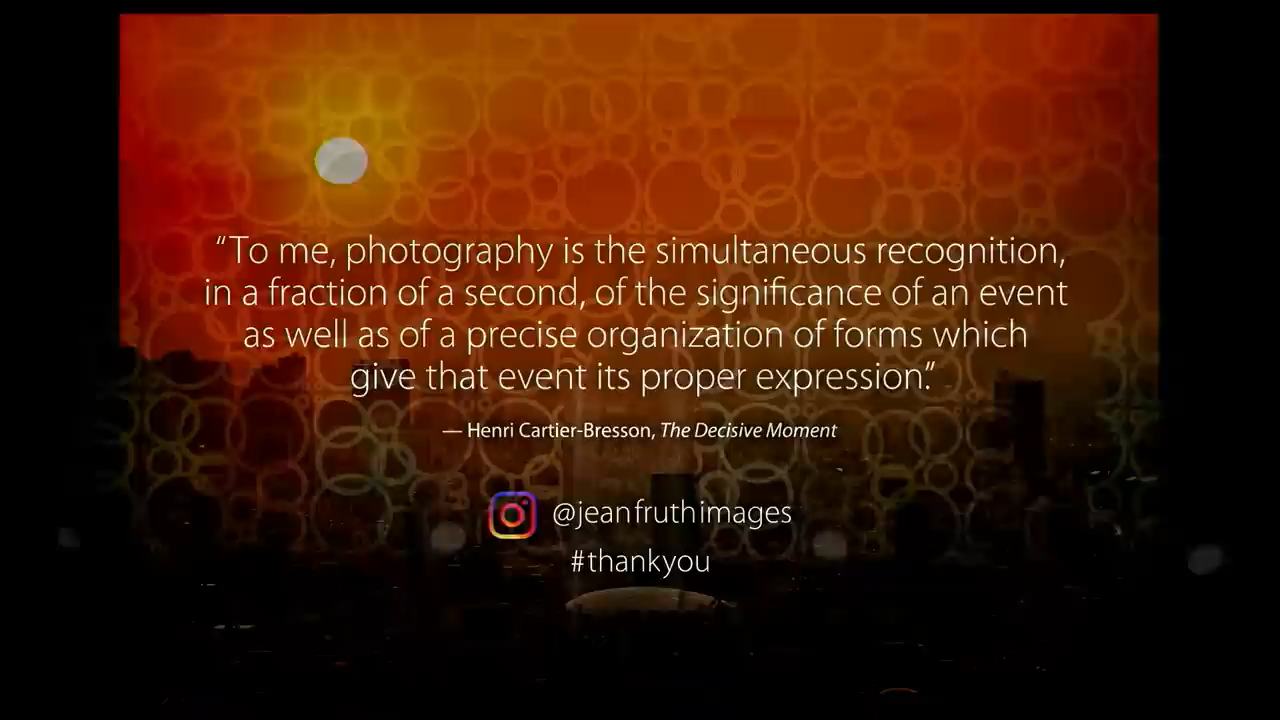 “To me, photography is the simultaneous recognition,
in a fraction of a second, of the significance of an event
as well as of a precise organization of forms which
give that event its proper expression.”
— Henri Cartier-Bresson, The Decisive Moment
@jeanfruthimages
#thankyou